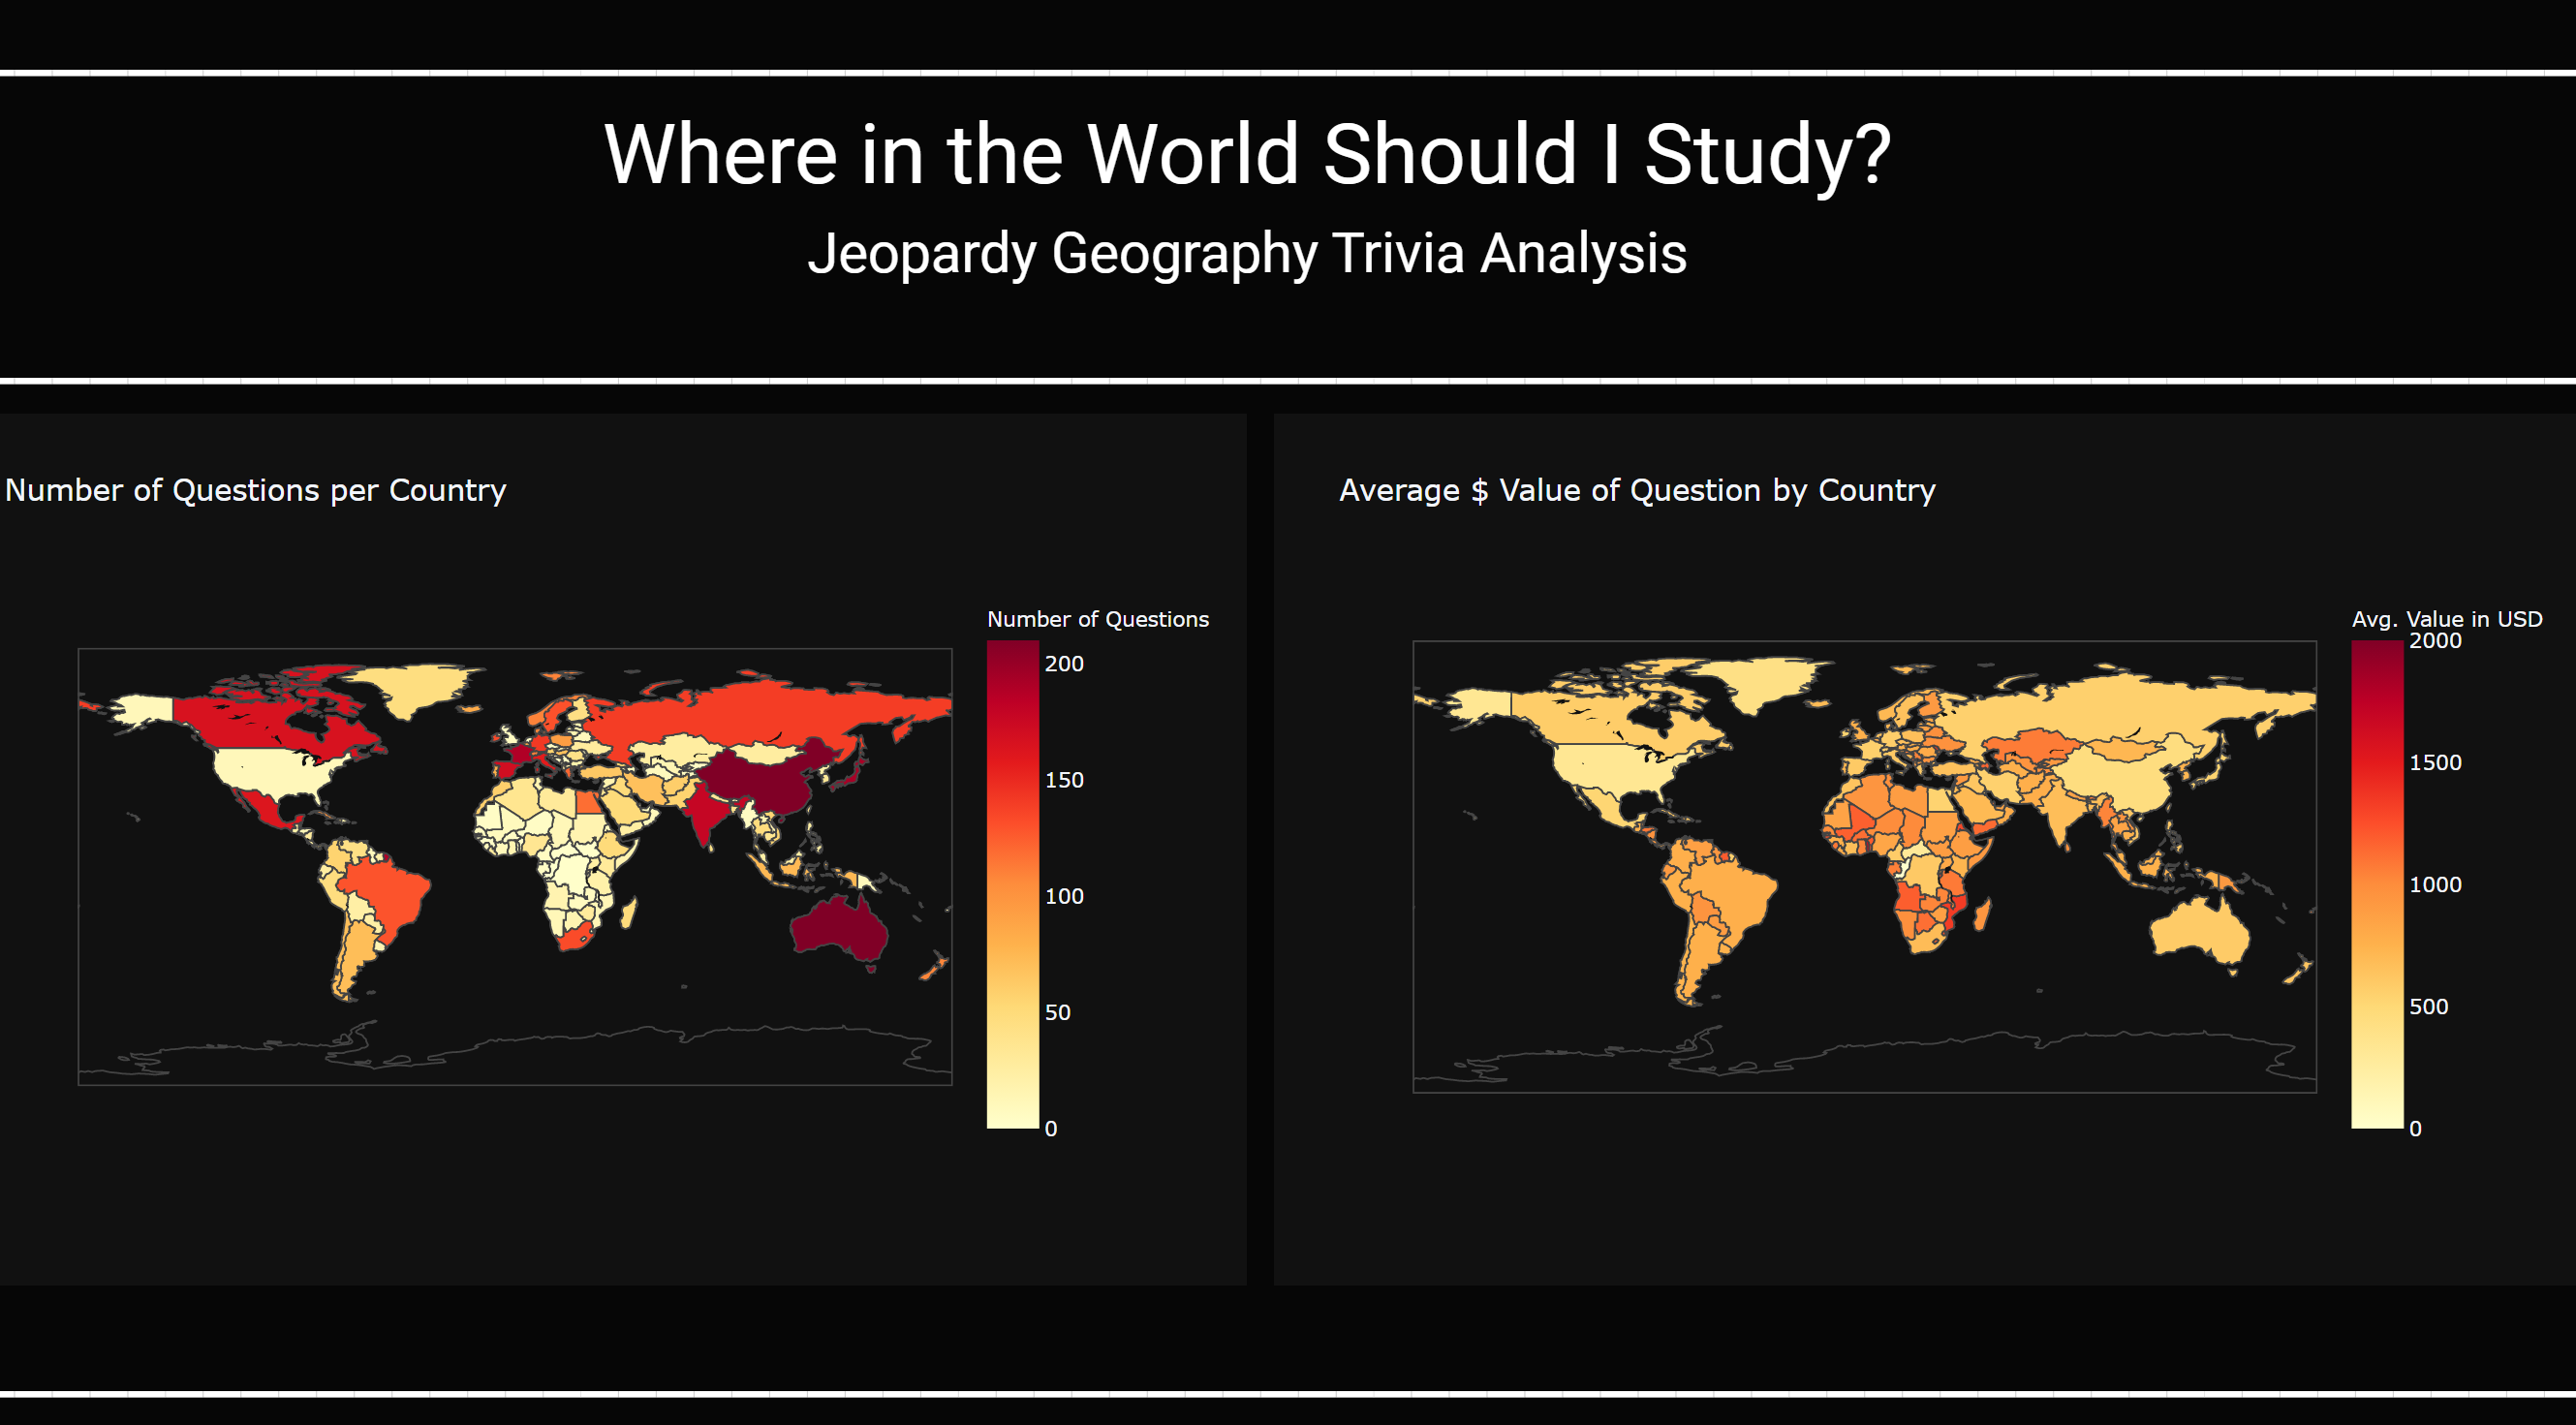 Where in the World Should I Study?
Jeopardy Geography Trivia Analysis
Number of Questions per Country
Number of Questions
200
150
100
50
0
Average $ Value of Question by Country
Avg. Value in USD
2000
1500
1000
500
0